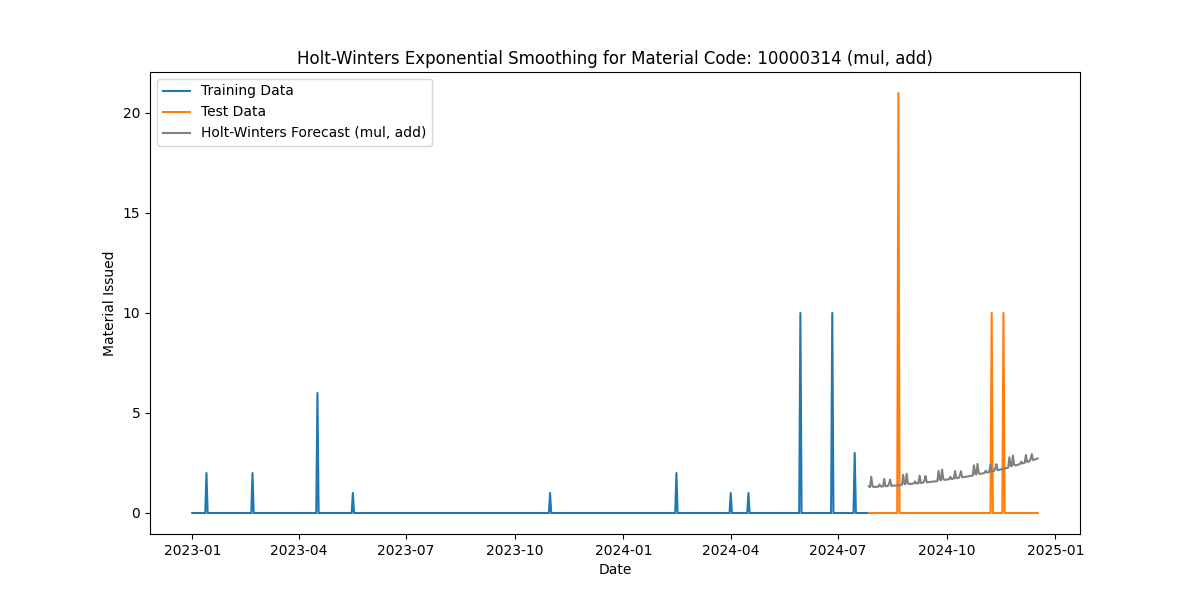 Holt-Winters Exponential Smoothing for Material Code: 10000314 (mul, add)
Training Data
Test Data
Holt-Winters Forecast (mul, add)
Material Issued
20
15
10
5
0
2023-01 2023-04 2023-07 2023-10 2024-01 2024-04 2024-07 2024-10 2025-01
Date